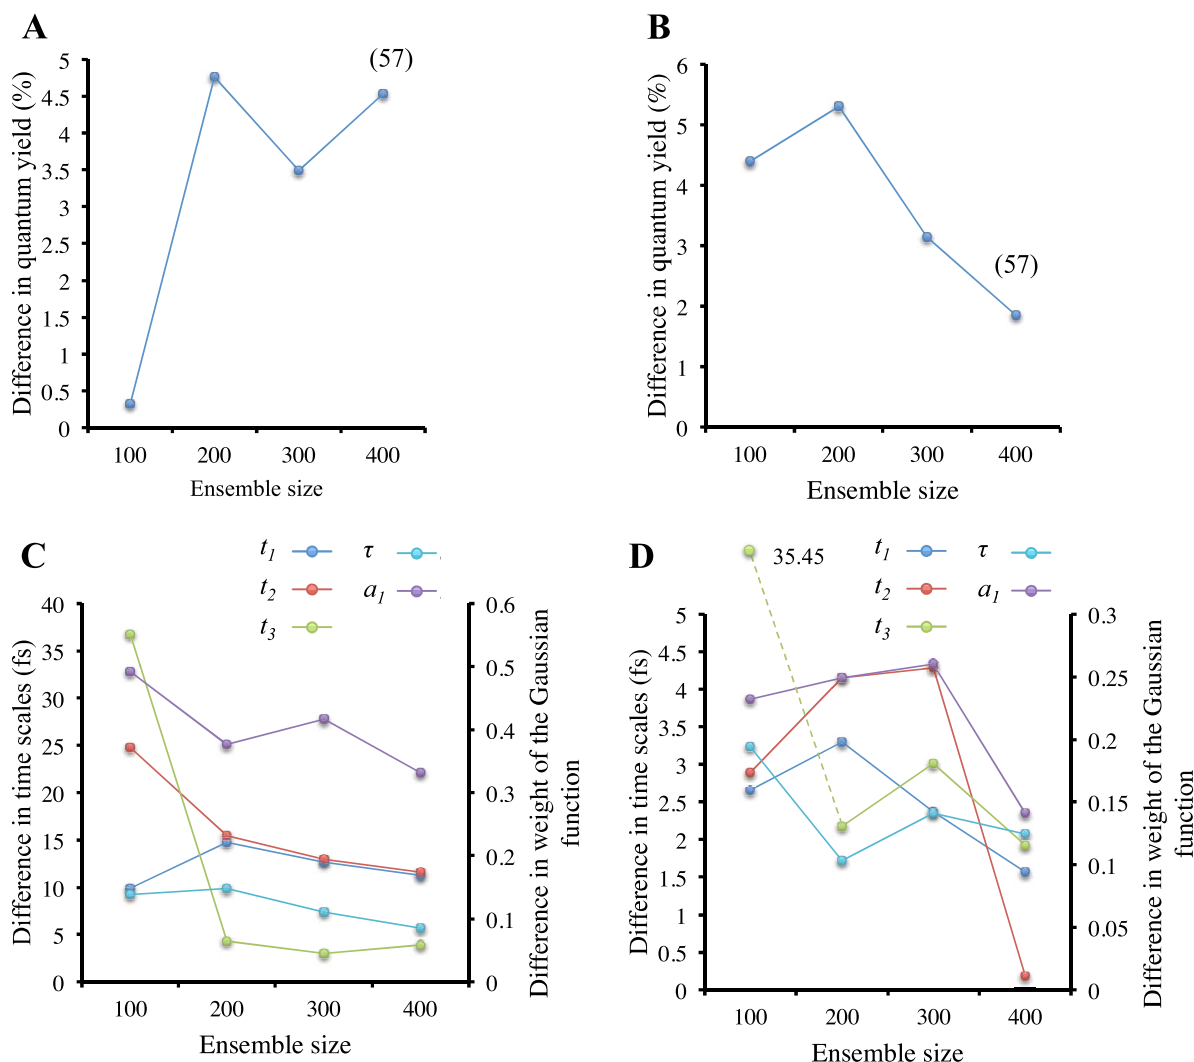 A
Difference in quantum yield (%)
5
4.5
4
3.5
3
2.5
2
1.5
1
0.5
0
(57)
100 200 300 400
Ensemble size
B
Difference in quantum yield (%)
6
5
4
3
2
1
0
(57)
100 200 300 400
Ensemble size
C
t1 τ
t2 a1
t3
Difference in time scales (fs)
40
35
30
25
20
15
10
5
0
0.6
0.5
0.4
0.3
0.2
0.1
0
Difference in weight of the Gaussian
function
100 200 300 400
Ensemble size
D
35.45
t1 τ
t2 a1
t3
Difference in time scales (fs)
5
4.5
4
3.5
3
2.5
2
1.5
1
0.5
0
0.3
0.25
0.2
0.15
0.1
0.05
0
Difference in weight of the Gaussian
function
100 200 300 400
Ensemble size